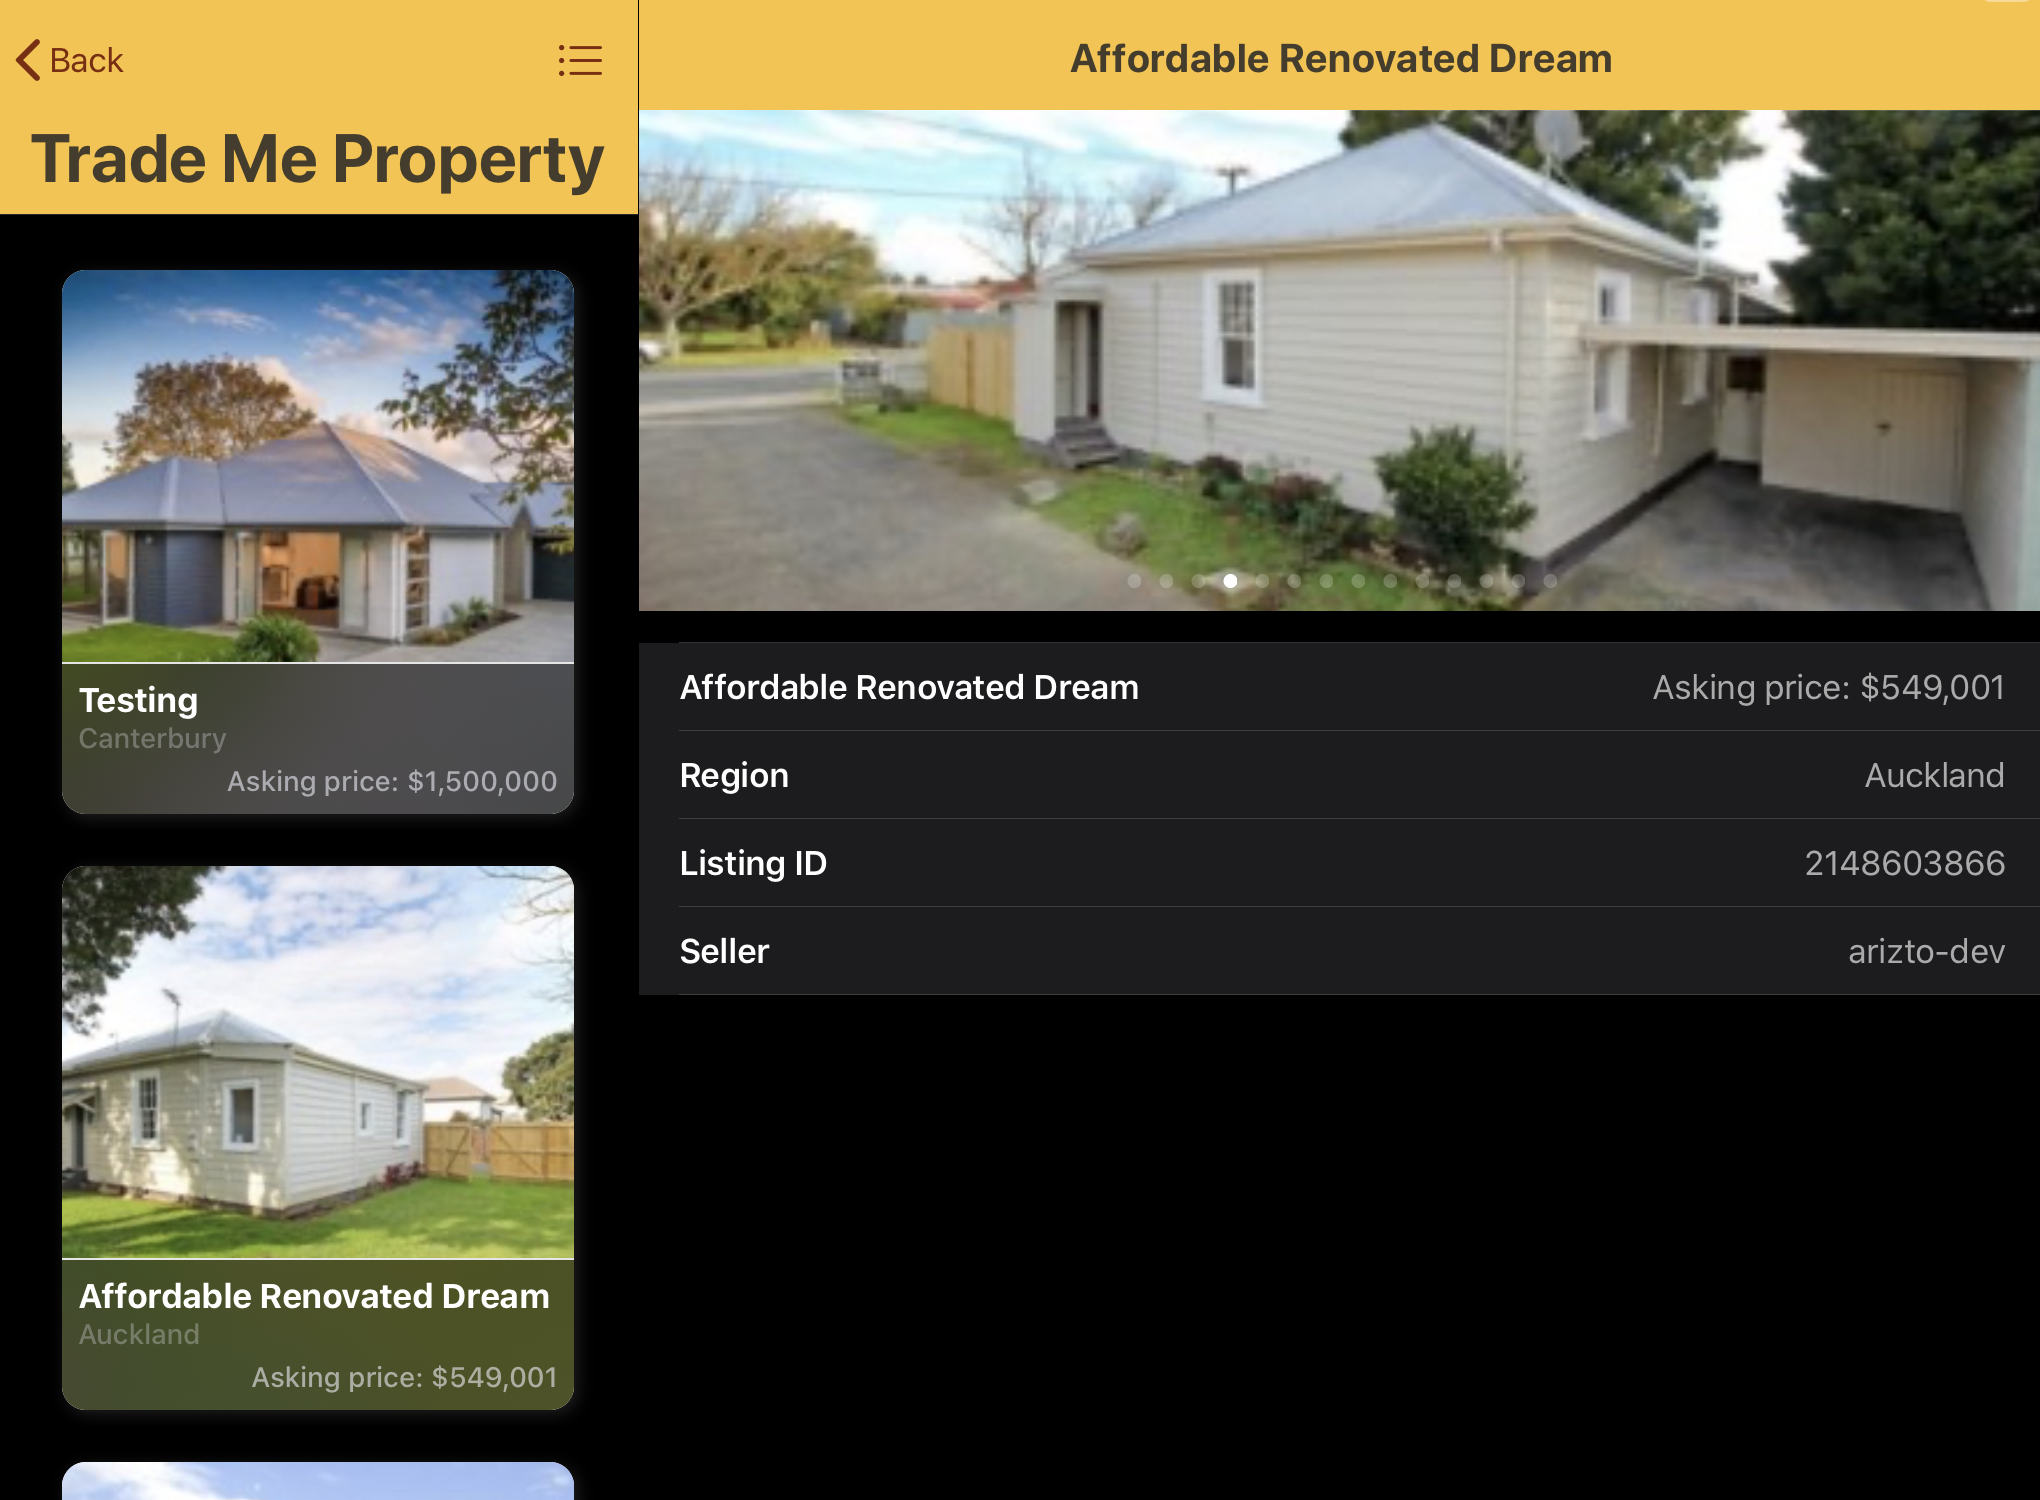 Back
Trade Me Property
Testing
Canterbury
Asking price: $1,500,000
Affordable Renovated Dream
Auckland
Asking price: $549,001
Affordable Renovated Dream
Affordable Renovated Dream Asking price: $549,001
Region Auckland
Listing ID 2148603866
Seller arizto-dev